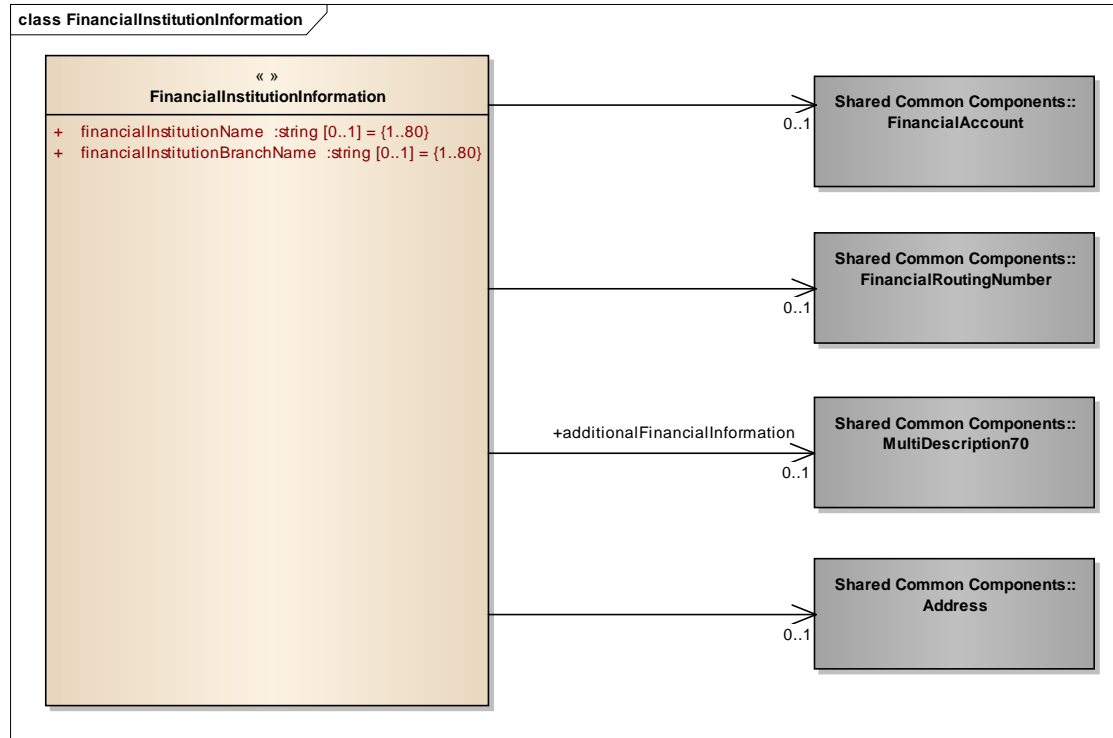 class FinancialInstitutionInformation
« »
FinancialInstitutionInformation
+ financialInstitutionName :string [0..1] = {1..80}
+ financialInstitutionBranchName :string [0..1] = {1..80}
Shared Common Components::
FinancialAccount
0..1
Shared Common Components::
FinancialRoutingNumber
0..1
+additionalFinancialInformation
Shared Common Components::
MultiDescription70
0..1
Shared Common Components::
Address
0..1